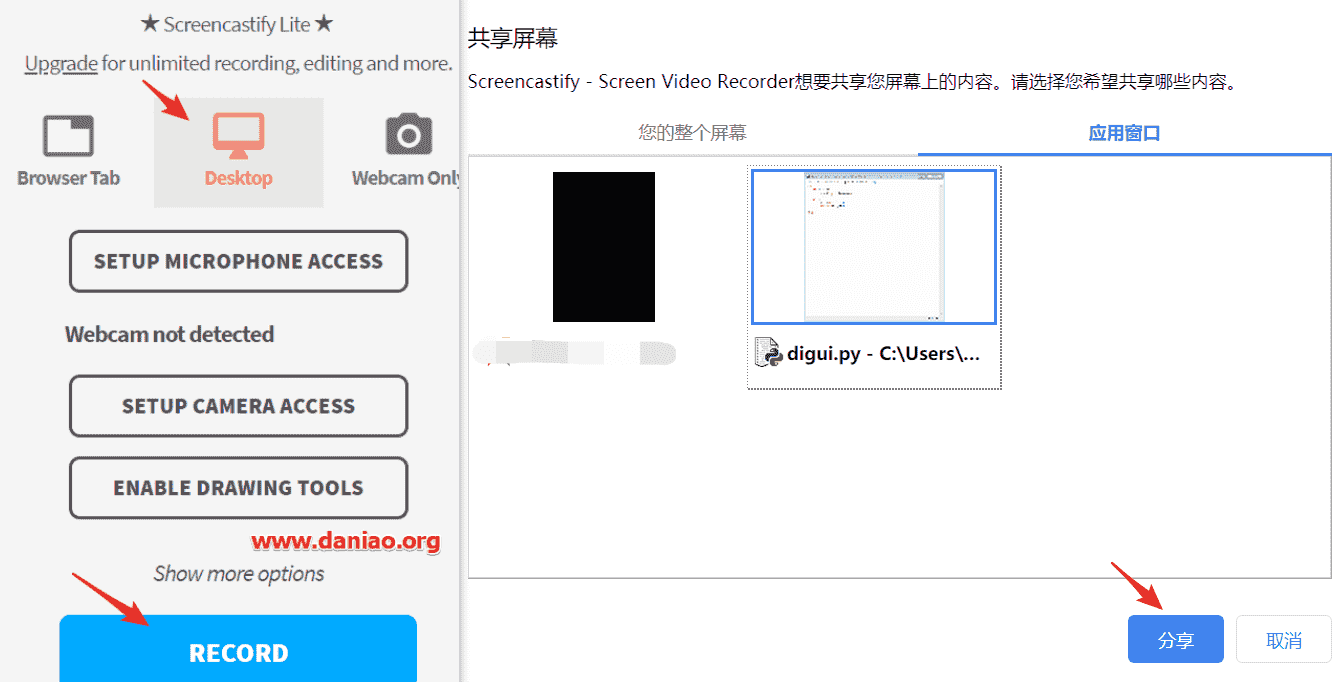 ★ Screencastify Lite ★
Upgrade for unlimited recording, editing and more.
Browser Tab
Desktop
Webcam Only
SETUP MICROPHONE ACCESS
Webcam not detected
SETUP CAMERA ACCESS
ENABLE DRAWING TOOLS
www.daniao.org
Show more options
RECORD
共享屏幕
Screencastify - Screen Video Recorder想要共享您屏幕上的内容。请选择您希望共享哪些内容。
您的整个屏幕
应用窗口
digui.py - C:\Users\...
分享
取消